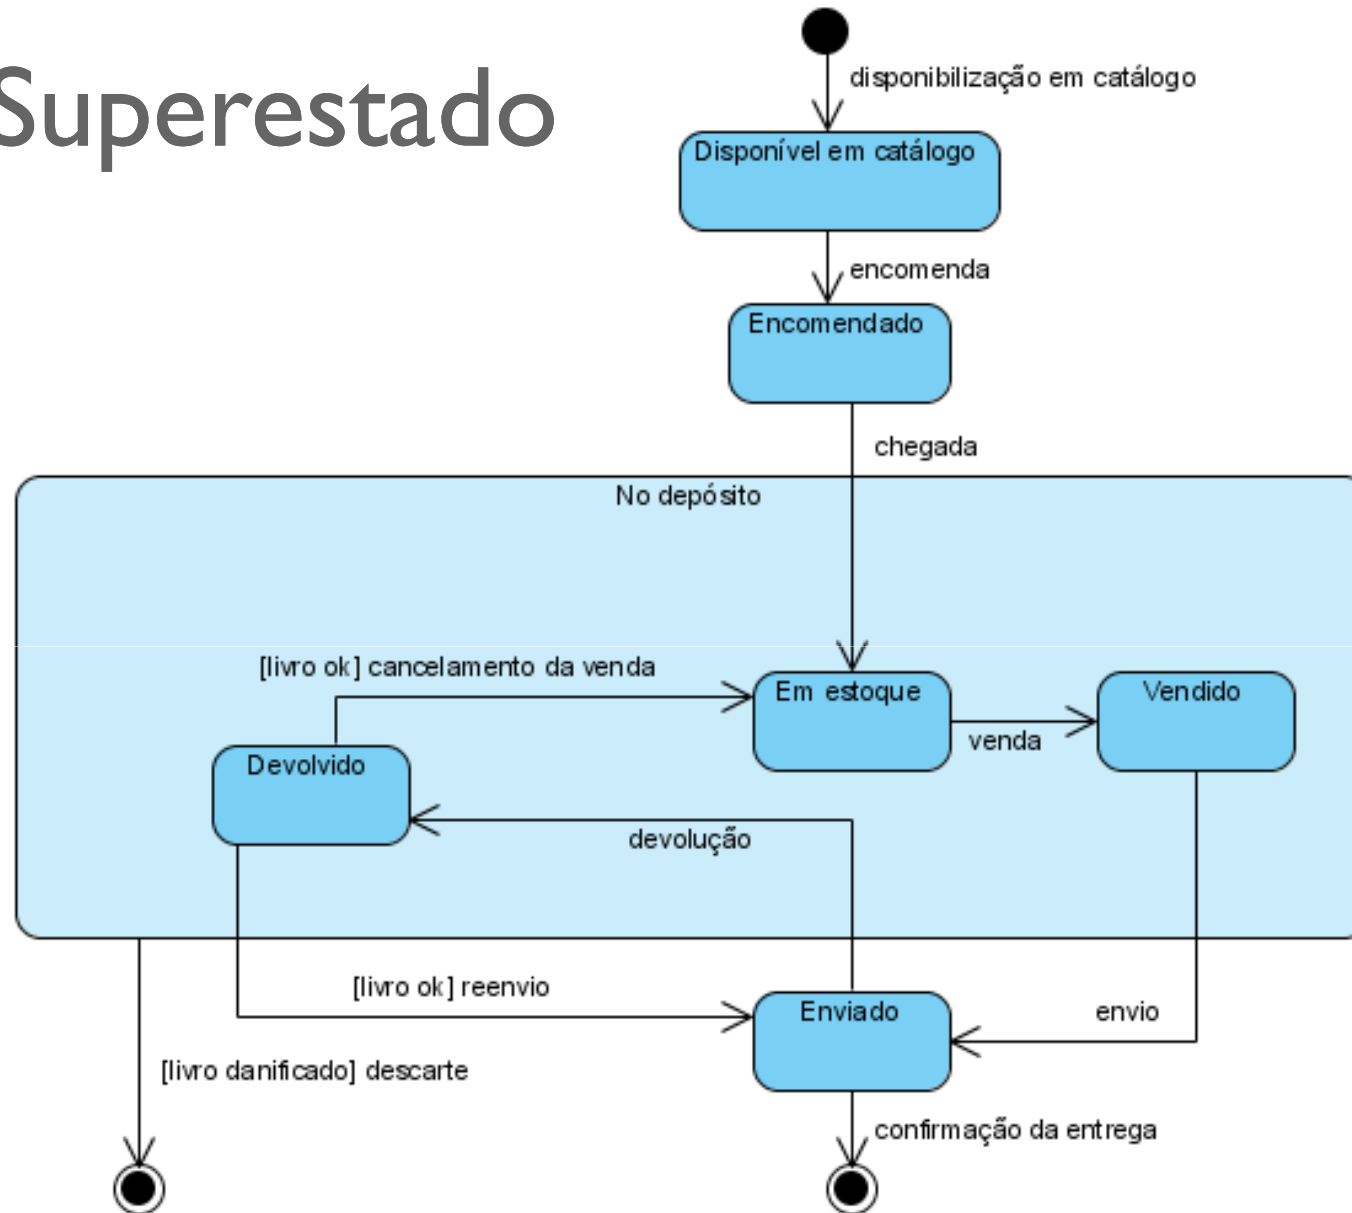 Superestado
disponibilização em catálogo
Disponível em catálogo
encomenda
Encomendado
chegada
No depósito
[livro ok] cancelamento da venda
Em estoque
Vendido
venda
Devolvido
devolução
[livro ok] reenvio
Enviado
envio
[livro danificado] descarte
confirmação da entrega